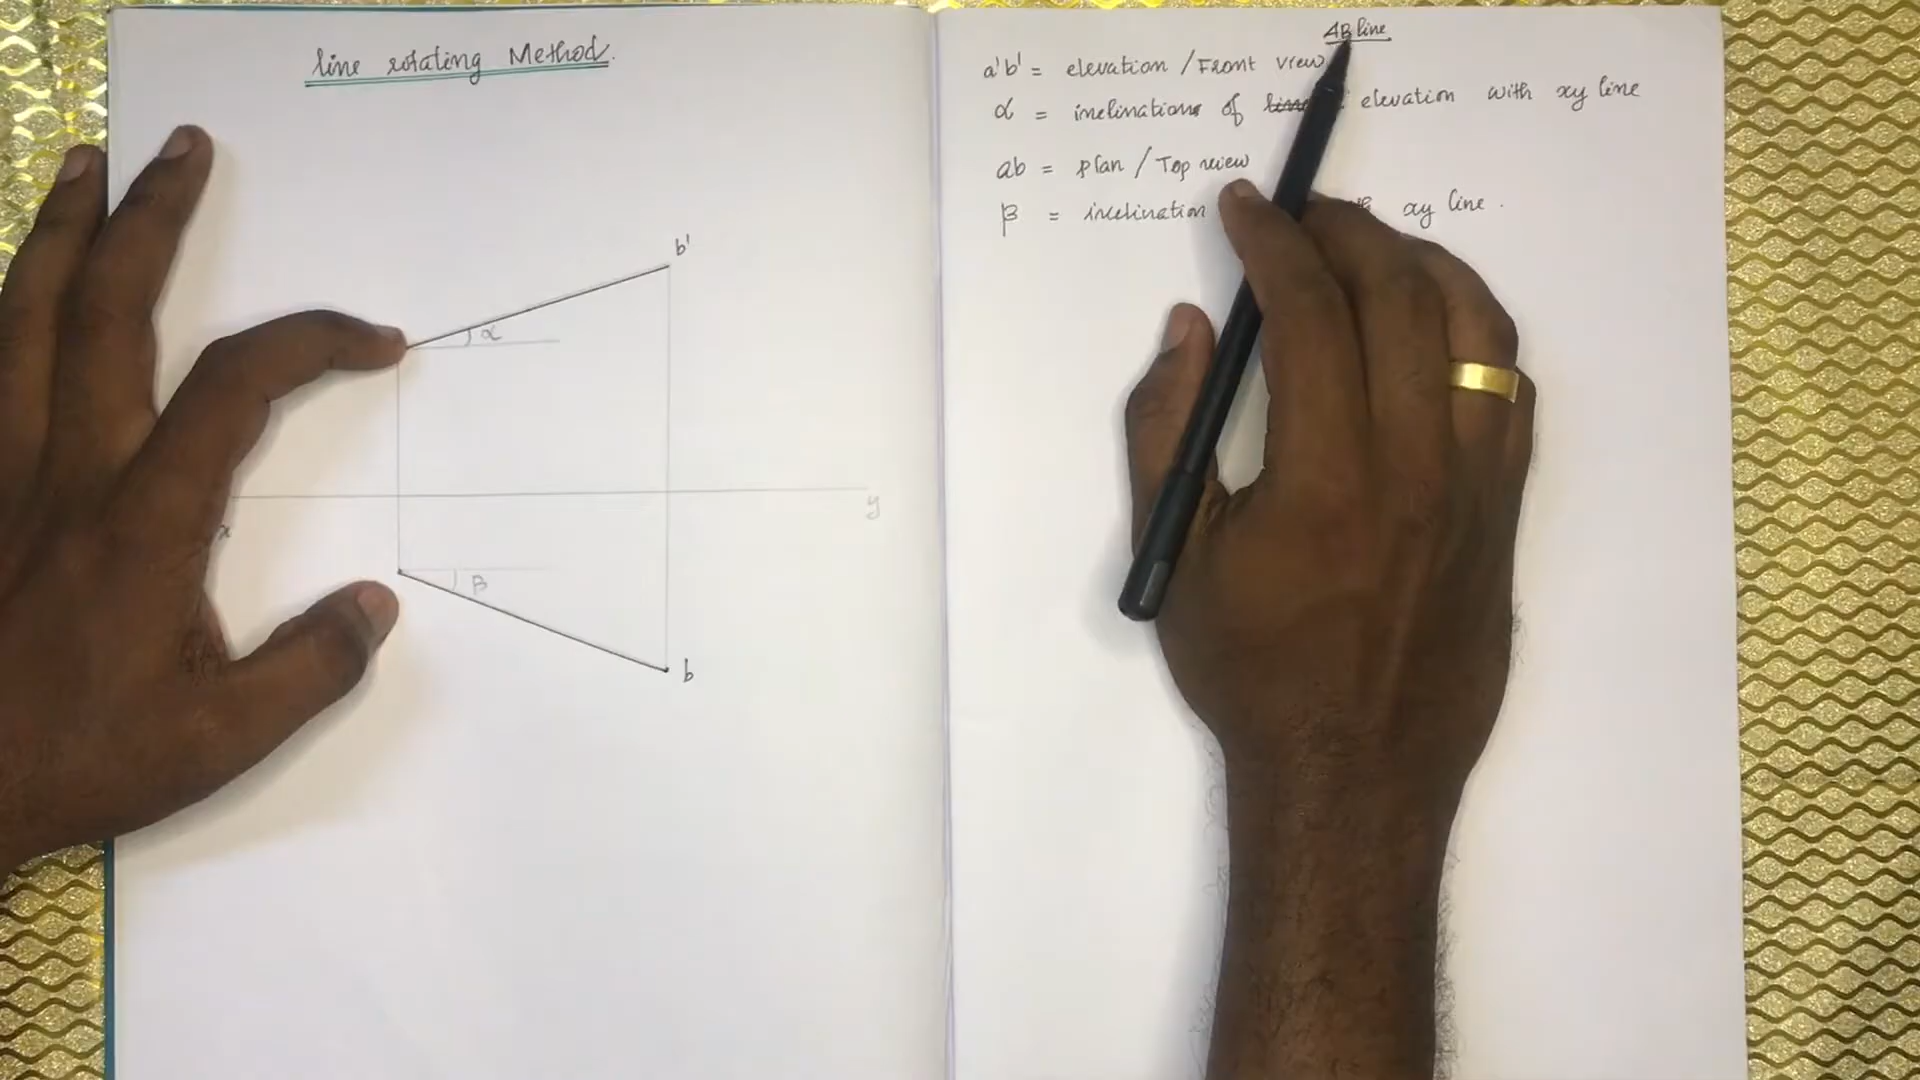 line rotating Method.
b'
α
x
y
β
b
AB line
a'b' = elevation / Front view
α = inclinations of elevation with xy line
ab = plan / Top view
β = inclination xy line.